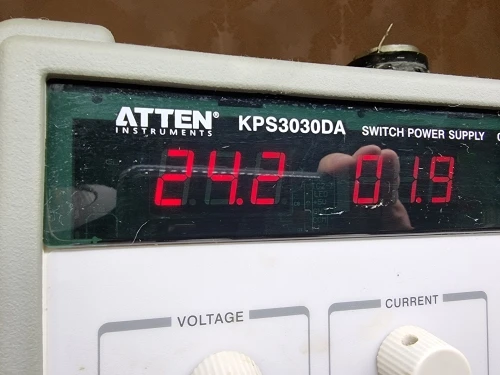 ATTEN® KPS3030DA SWITCH POWER SUPPLY
INSTRUMENTS
24.2 01.9
VOLTAGE
CURRENT